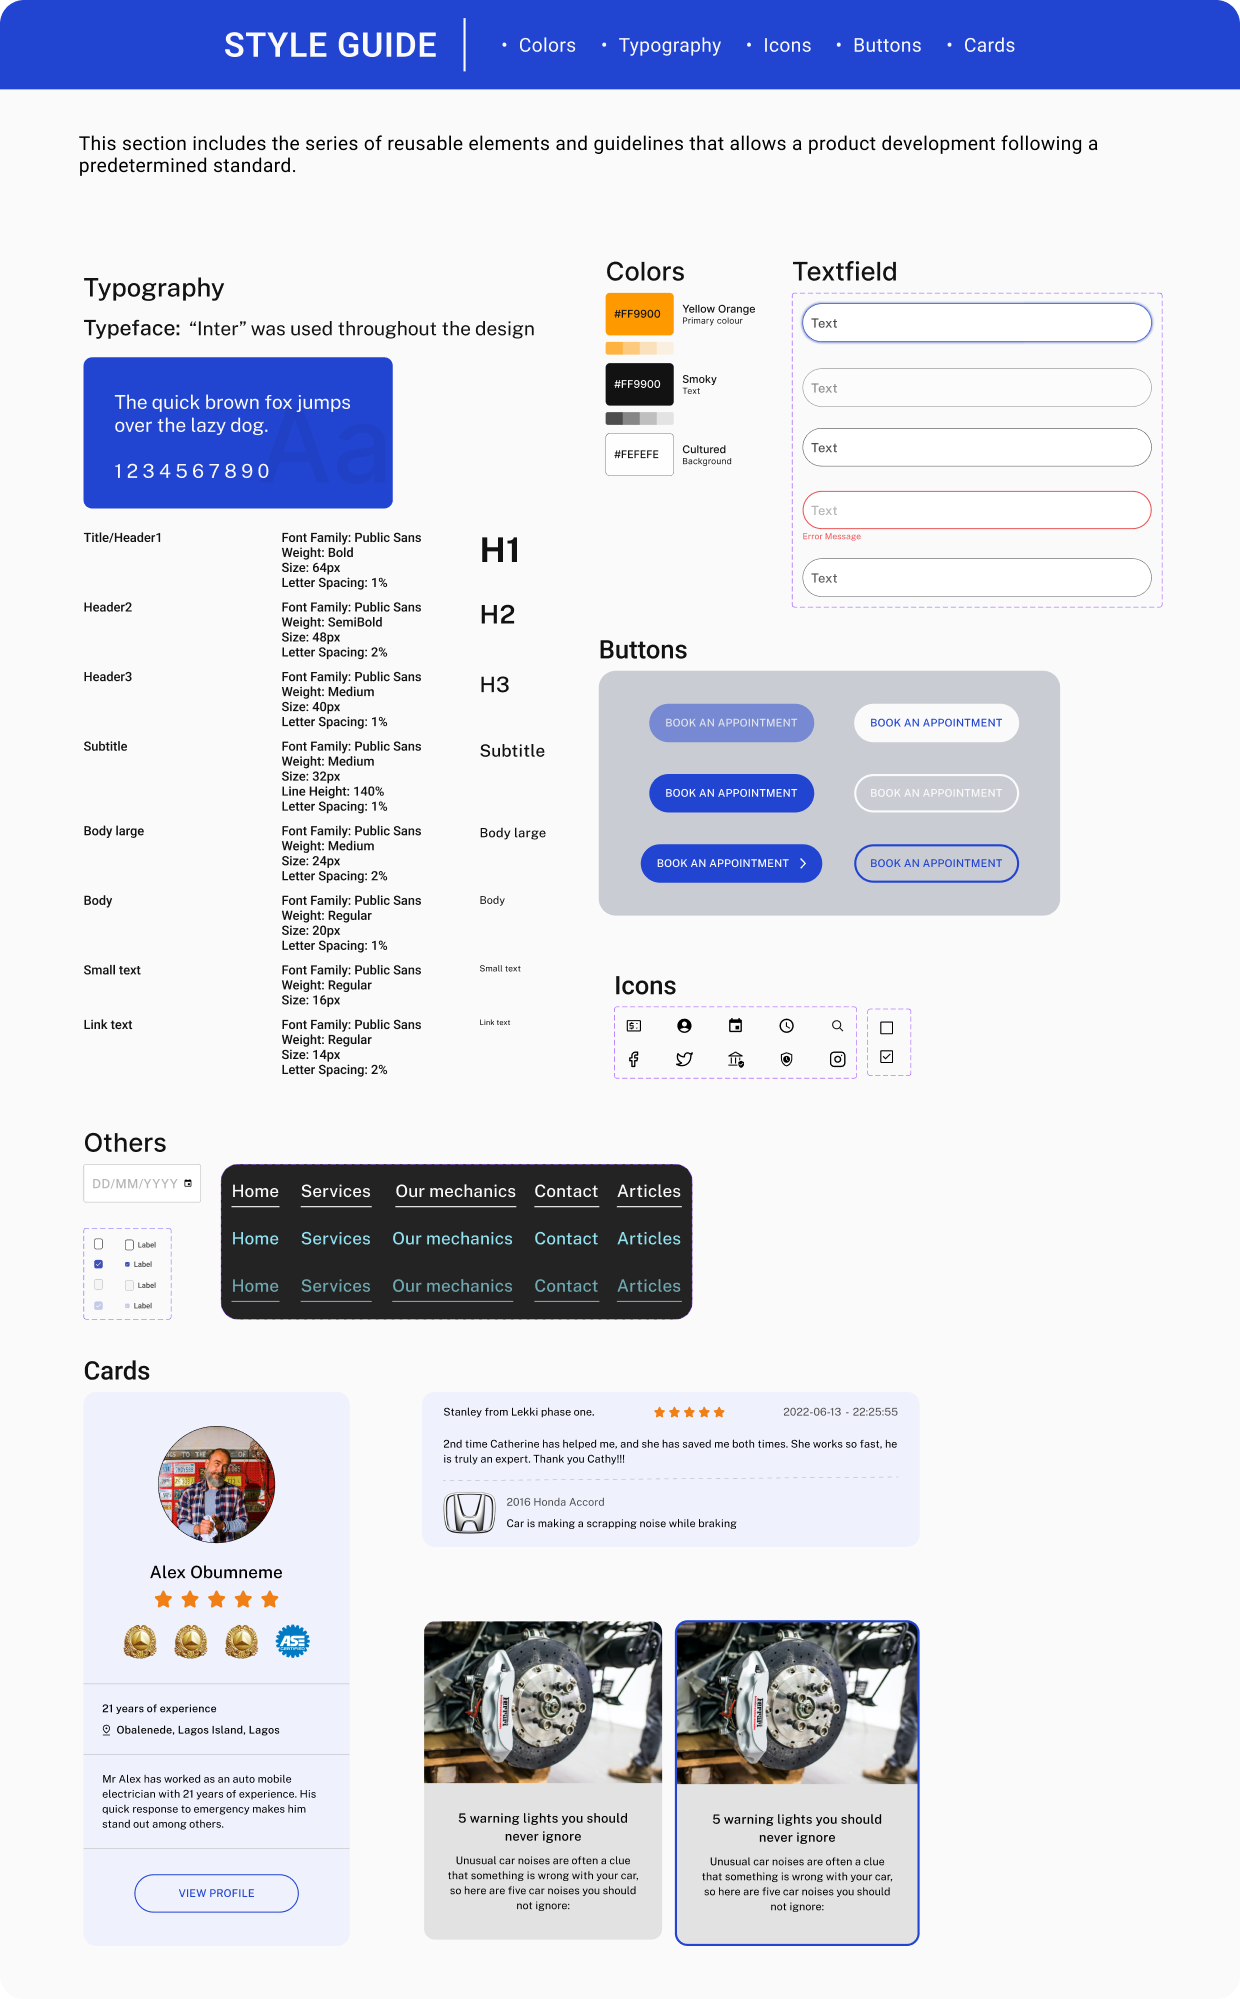 STYLE GUIDE
• Colors • Typography • Icons • Buttons • Cards
This section includes the series of reusable elements and guidelines that allows a product development following a
predetermined standard.
Typography
Typeface: “Inter” was used throughout the design
The quick brown fox jumps
over the lazy dog.
1 2 3 4 5 6 7 8 9 0
Aa
Title/Header1
Font Family: Public Sans
Weight: Bold
Size: 64px
Letter Spacing: 1%
H1
Header2
Font Family: Public Sans
Weight: SemiBold
Size: 48px
Letter Spacing: 2%
H2
Header3
Font Family: Public Sans
Weight: Medium
Size: 40px
Letter Spacing: 1%
H3
Subtitle
Font Family: Public Sans
Weight: Medium
Size: 32px
Line Height: 140%
Letter Spacing: 1%
Subtitle
Body large
Font Family: Public Sans
Weight: Medium
Size: 24px
Letter Spacing: 2%
Body large
Body
Font Family: Public Sans
Weight: Regular
Size: 20px
Letter Spacing: 1%
Body
Small text
Font Family: Public Sans
Weight: Regular
Size: 16px
Small text
Link text
Font Family: Public Sans
Weight: Regular
Size: 14px
Letter Spacing: 2%
Link text
Colors
#FF9900
Yellow Orange
Primary colour
#FF9900
Smoky
Text
#FEFEFE
Cultured
Background
Textfield
Text
Text
Text
Text
Error Message
Text
Buttons
BOOK AN APPOINTMENT
BOOK AN APPOINTMENT
BOOK AN APPOINTMENT
BOOK AN APPOINTMENT
BOOK AN APPOINTMENT
BOOK AN APPOINTMENT
Icons
Others
DD/MM/YYYY
Label
Label
Label
Label
Home Services Our mechanics Contact Articles
Home Services Our mechanics Contact Articles
Home Services Our mechanics Contact Articles
Cards
Alex Obumneme
ASE
CERTIFIED
21 years of experience
Obalenede, Lagos Island, Lagos
Mr Alex has worked as an auto mobile
electrician with 21 years of experience. His
quick response to emergency makes him
stand out among others.
VIEW PROFILE
Stanley from Lekki phase one.
2022-06-13 - 22:25:55
2nd time Catherine has helped me, and she has saved me both times. She works so fast, he
is truly an expert. Thank you Cathy!!!
2016 Honda Accord
Car is making a scrapping noise while braking
Ferrari
5 warning lights you should
never ignore
Unusual car noises are often a clue
that something is wrong with your car,
so here are five car noises you should
not ignore:
Ferrari
5 warning lights you should
never ignore
Unusual car noises are often a clue
that something is wrong with your car,
so here are five car noises you should
not ignore: